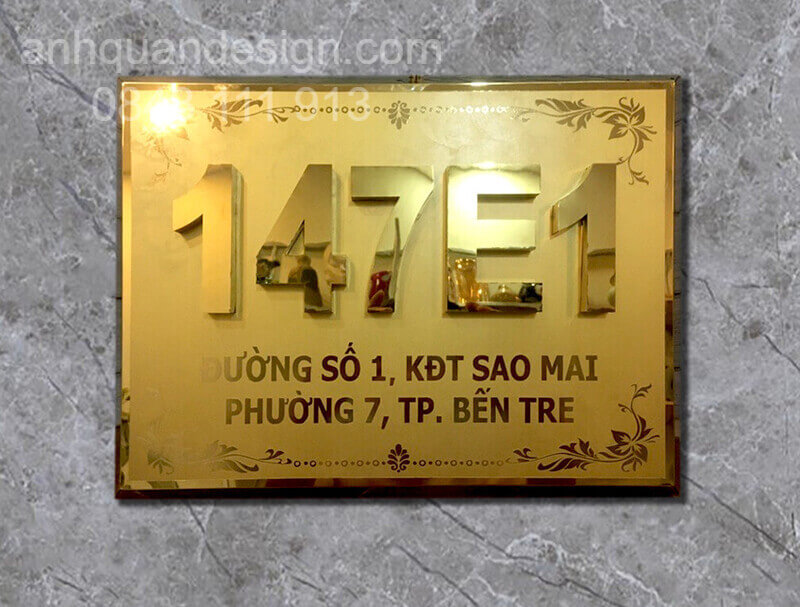 anhquandesign.com
147E1
ĐƯỜNG SỐ 1, KĐT SAO MAI
PHƯỜNG 7, TP. BẾN TRE